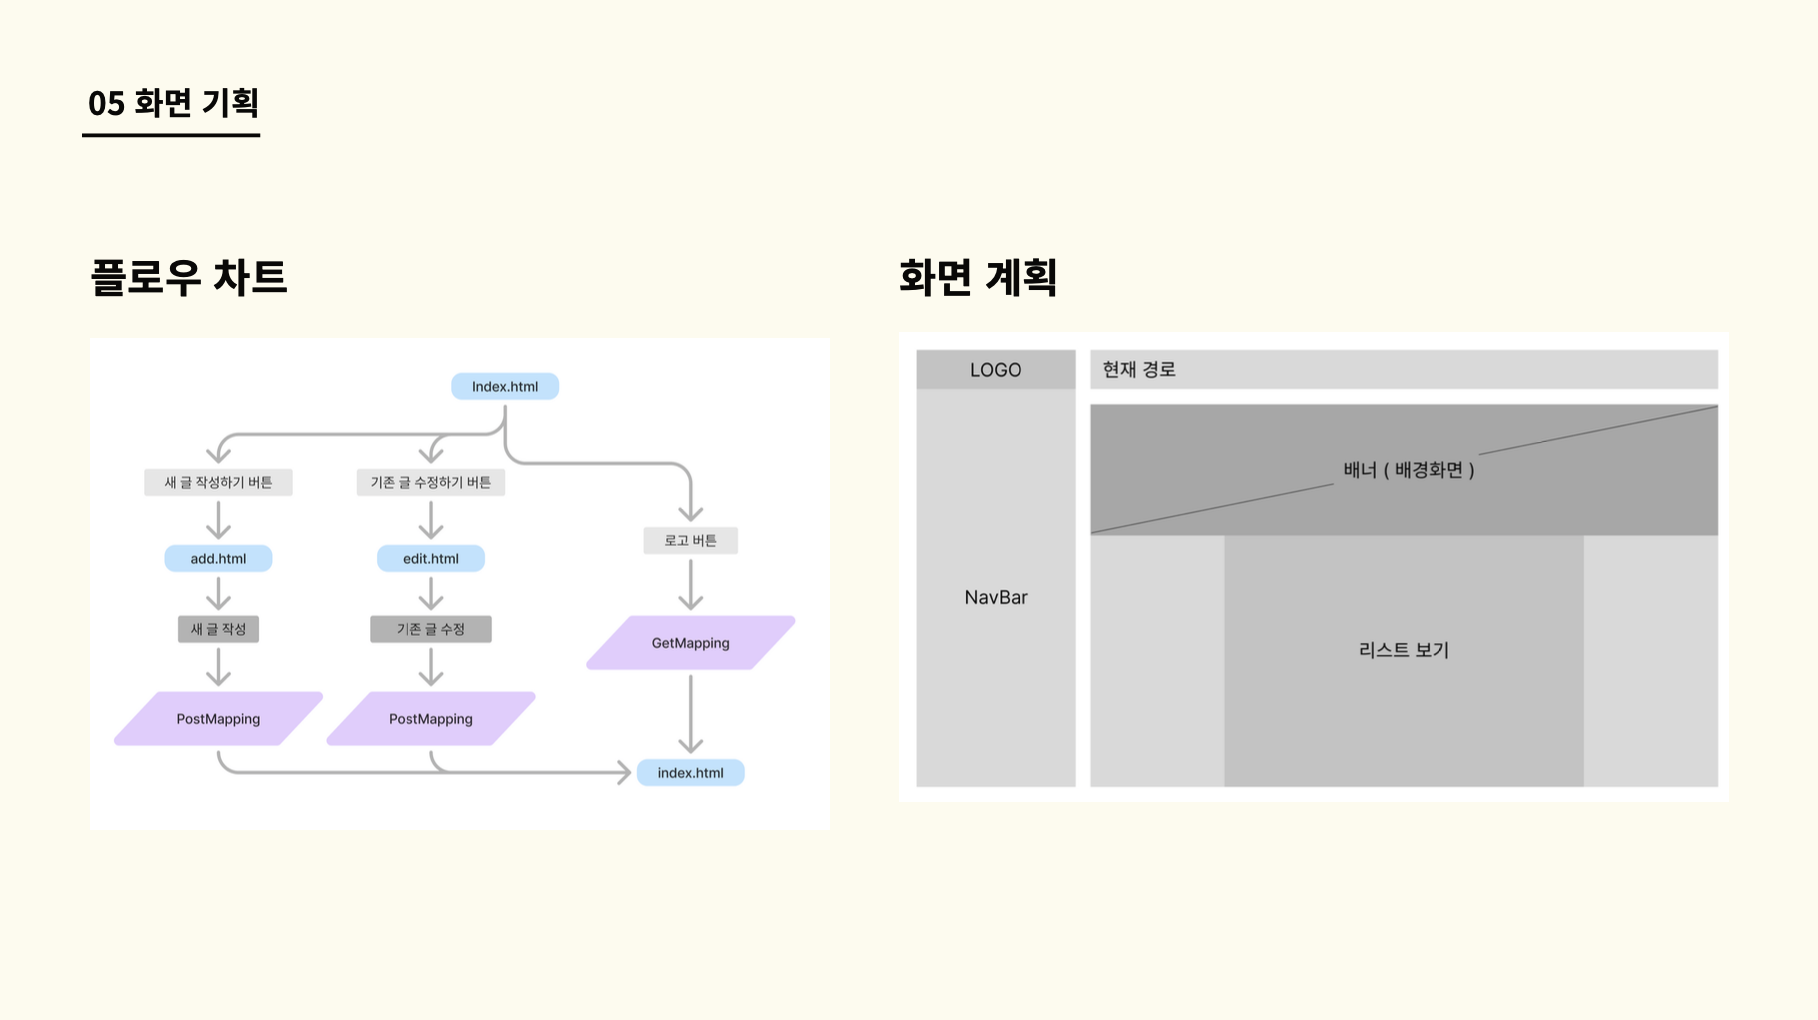 05 화면 기획
플로우 차트
Index.html
새 글 작성하기 버튼
기존 글 수정하기 버튼
로고 버튼
add.html
edit.html
새 글 작성
기존 글 수정
GetMapping
PostMapping
PostMapping
index.html
화면 계획
LOGO
현재 경로
배너 ( 배경화면 )
NavBar
리스트 보기